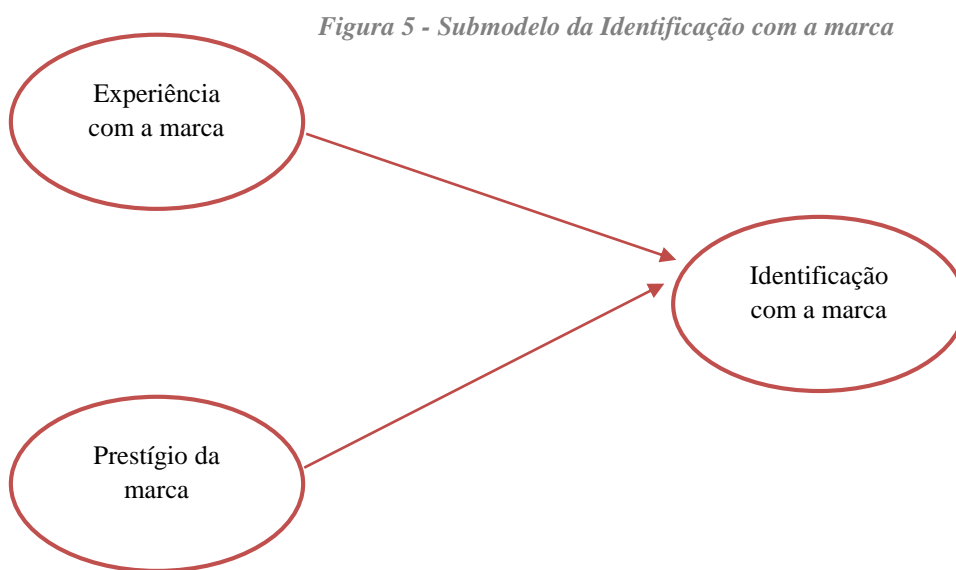 Figura 5 - Submodelo da Identificação com a marca
Experiência
com a marca
Identificação
com a marca
Prestígio da
marca